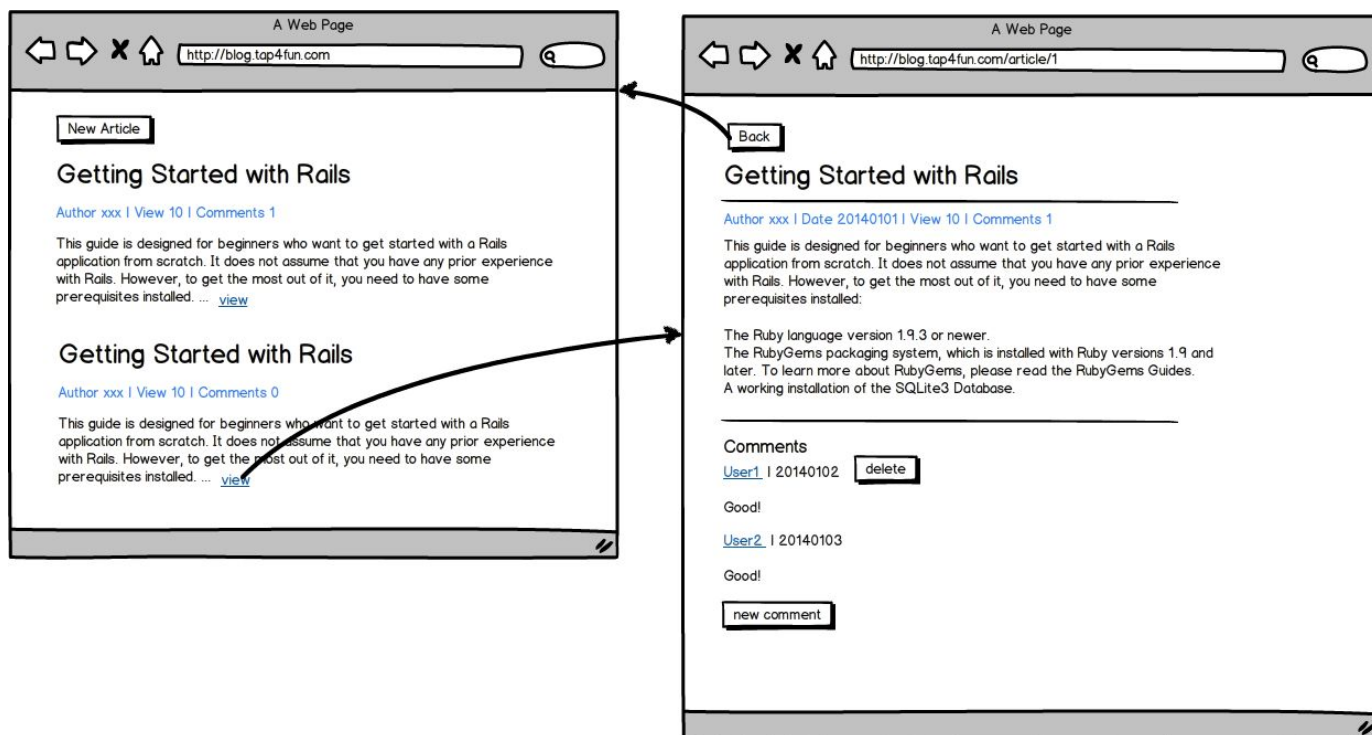 A Web Page
http://blog.tap4fun.com
New Article
Getting Started with Rails
Author xxx | View 10 | Comments 1
This guide is designed for beginners who want to get started with a Rails
application from scratch. It does not assume that you have any prior experience
with Rails. However, to get the most out of it, you need to have some
prerequisites installed. ... view
Getting Started with Rails
Author xxx | View 10 | Comments 0
This guide is designed for beginners who want to get started with a Rails
application from scratch. It does not assume that you have any prior experience
with Rails. However, to get the most out of it, you need to have some
prerequisites installed. ... view
A Web Page
http://blog.tap4fun.com/article/1
Back
Getting Started with Rails
Author xxx | Date 20140101 | View 10 | Comments 1
This guide is designed for beginners who want to get started with a Rails
application from scratch. It does not assume that you have any prior experience
with Rails. However, to get the most out of it, you need to have some
prerequisites installed:
The Ruby language version 1.9.3 or newer.
The RubyGems packaging system, which is installed with Ruby versions 1.9 and
later. To learn more about RubyGems, please read the RubyGems Guides.
A working installation of the SQLite3 Database.
Comments
User1 | 20140102 delete
Good!
User2 | 20140103
Good!
new comment